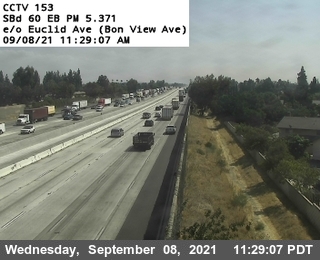 CCTV 153
SBd 60 EB PM 5.371
e/o Euclid Ave (Bon View Ave)
09/08/21 11:29:07 AM
Wednesday, September 08, 2021 11:29:07 PDT